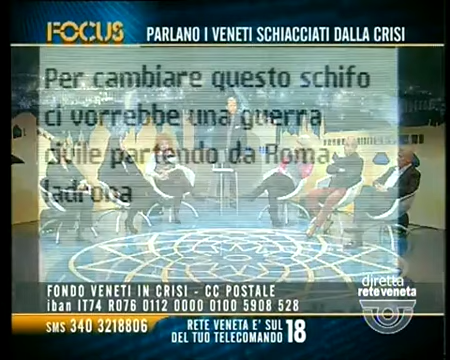 FOCUS PARLANO I VENETI SCHIACCIATI DALLA CRISI
Per cambiare questo schifo
ci vorrebbe una guerra
civile partendo da Roma
ladrona
FONDO VENETI IN CRISI - CC POSTALE
iban IT74 R076 0112 0000 0100 5908 528
diretta
reteveneta
SMS 340 3218806
RETE VENETA E' SUL
DEL TUO TELECOMANDO 18